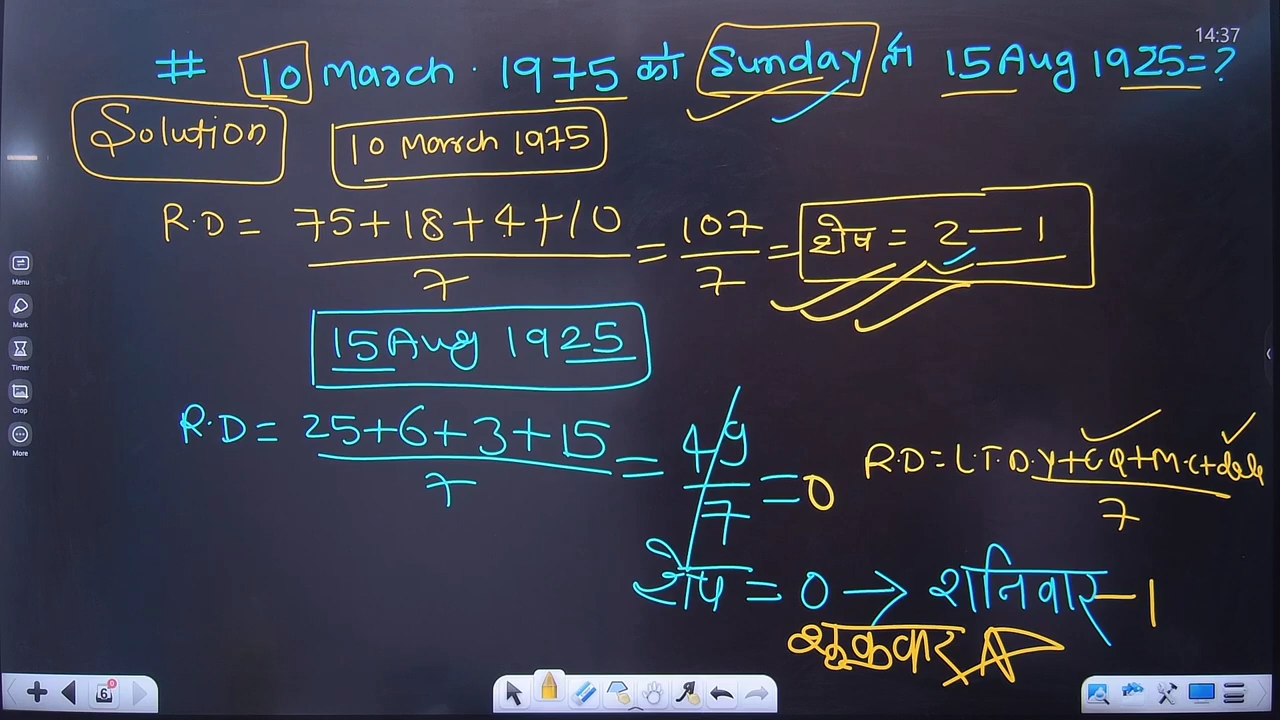 14:37
# 10 March. 1975 को Sunday तो 15 Aug 1925 = ?
Solution
10 March 1975
R.D = 75+18+4+10 / 7 = 107 / 7 = शेष = 2 — 1
15 Aug 1925
R.D = 25+6+3+15 / 7 = 49 / 7 = 0
R.D = L.T.D.Y+CQ+M.C+date / 7
शेष = 0 → शनिवार - 1
शुक्रवार A
Menu
Mark
Timer
Crop
More
6